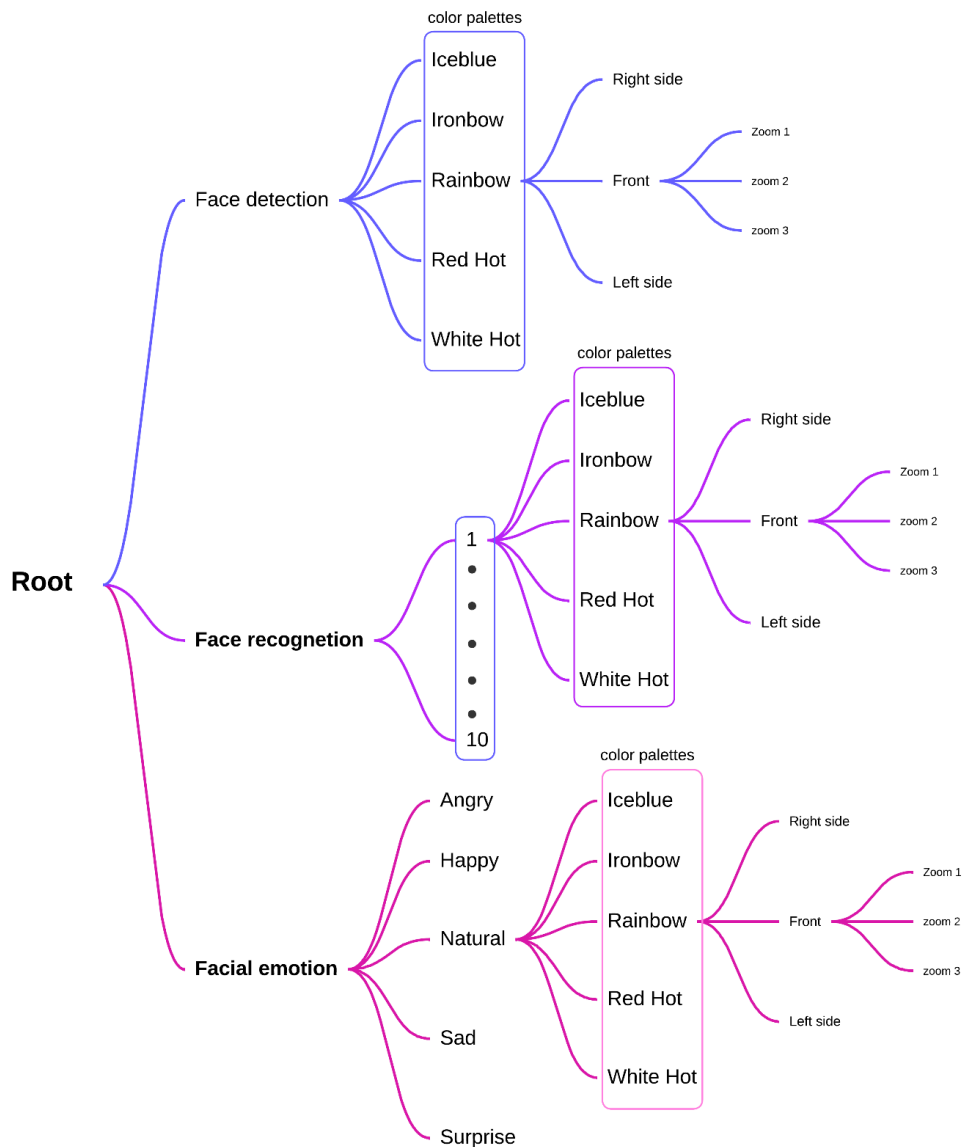 color palettes
Iceblue
Ironbow
Rainbow
Red Hot
White Hot
Right side
Front
Left side
Zoom 1
zoom 2
zoom 3
Face detection
Root
Face recognetion
1
10
color palettes
Iceblue
Ironbow
Rainbow
Red Hot
White Hot
Right side
Front
Left side
Zoom 1
zoom 2
zoom 3
Facial emotion
Angry
Happy
Natural
Sad
Surprise
color palettes
Iceblue
Ironbow
Rainbow
Red Hot
White Hot
Right side
Front
Left side
Zoom 1
zoom 2
zoom 3